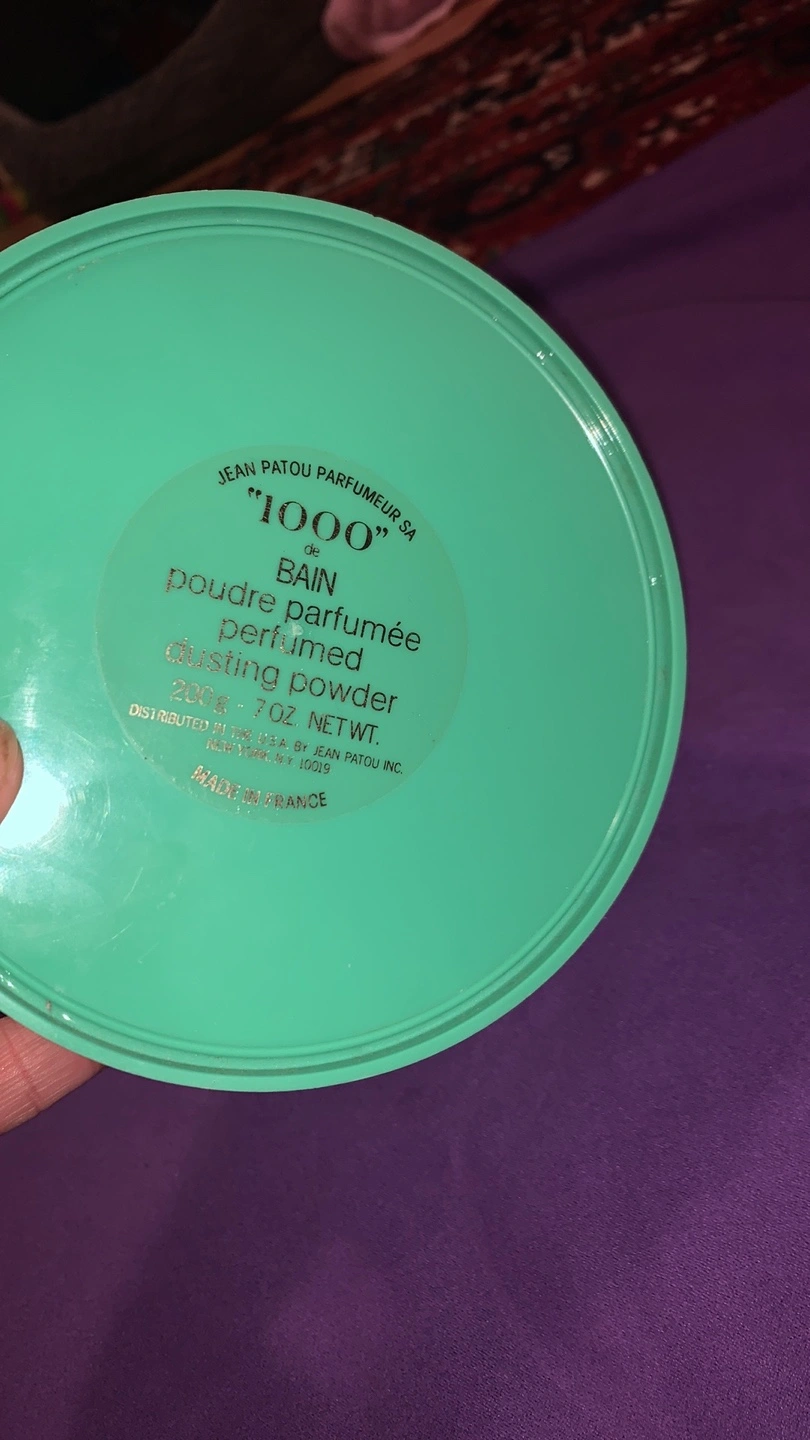 JEAN PATOU PARFUMEUR SA
"1000"
de
BAIN
poudre parfumée
perfumed
dusting powder
200g - 7 OZ. NET WT.
DISTRIBUTED IN THE U.S.A. BY JEAN PATOU INC.
NEW YORK, N.Y. 10019
MADE IN FRANCE